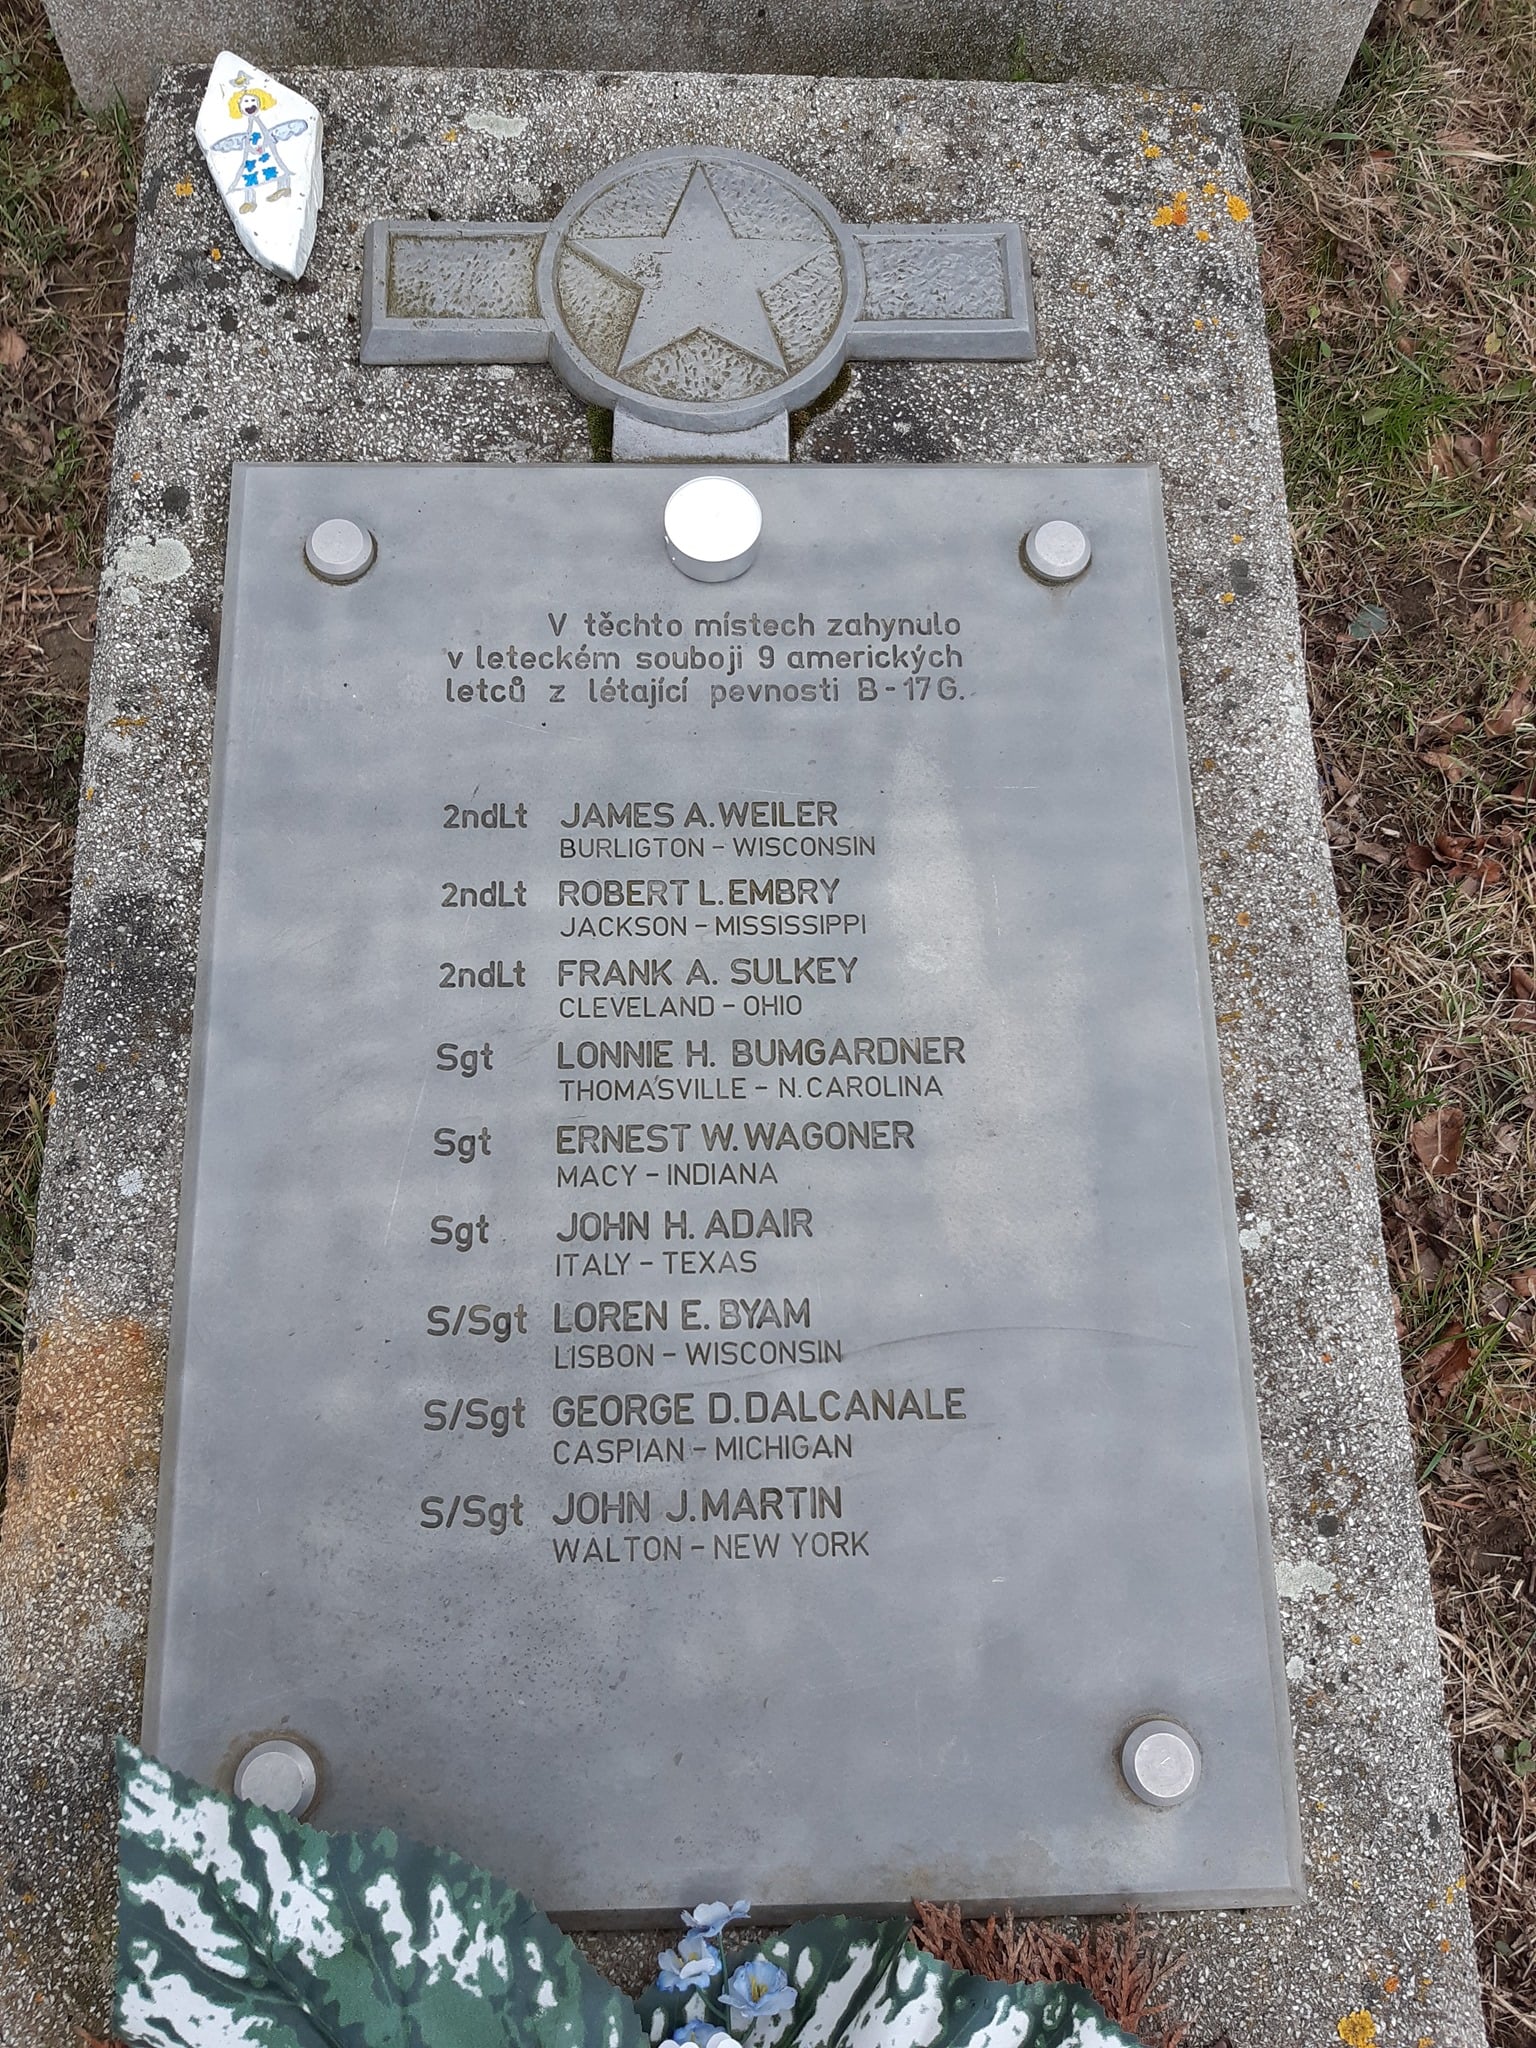 V těchto místech zahynulo
v leteckém souboji 9 amerických
letců z létající pevnosti B-17G.
2ndLt JAMES A. WEILER
BURLIGTON - WISCONSIN
2ndLt ROBERT L. EMBRY
JACKSON - MISSISSIPPI
2ndLt FRANK A. SULKEY
CLEVELAND - OHIO
Sgt LONNIE H. BUMGARDNER
THOMASVILLE - N. CAROLINA
Sgt ERNEST W. WAGONER
MACY - INDIANA
Sgt JOHN H. ADAIR
ITALY - TEXAS
S/Sgt LOREN E. BYAM
LISBON - WISCONSIN
S/Sgt GEORGE D. DALCANALE
CASPIAN - MICHIGAN
S/Sgt JOHN J. MARTIN
WALTON - NEW YORK